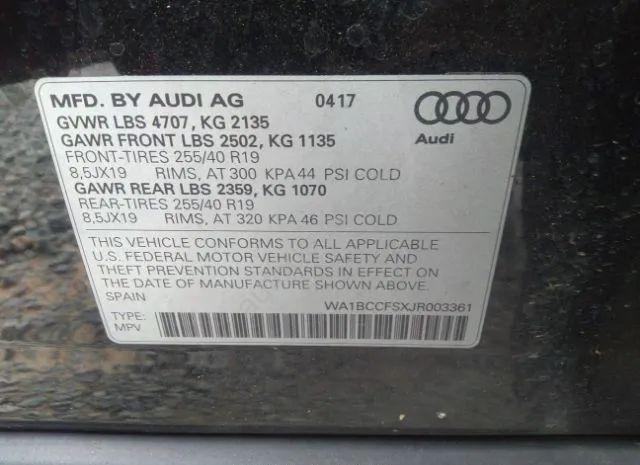 MFD. BY AUDI AG 0417
GVWR LBS 4707, KG 2135
GAWR FRONT LBS 2502, KG 1135
FRONT-TIRES 255/40 R19
8,5JX19 RIMS, AT 300 KPA 44 PSI COLD
GAWR REAR LBS 2359, KG 1070
REAR-TIRES 255/40 R19
8,5JX19 RIMS, AT 320 KPA 46 PSI COLD
Audi
THIS VEHICLE CONFORMS TO ALL APPLICABLE
U.S. FEDERAL MOTOR VEHICLE SAFETY AND
THEFT PREVENTION STANDARDS IN EFFECT ON
THE DATE OF MANUFACTURE SHOWN ABOVE.
SPAIN
WA1BCCFSXJR003361
TYPE:
MPV